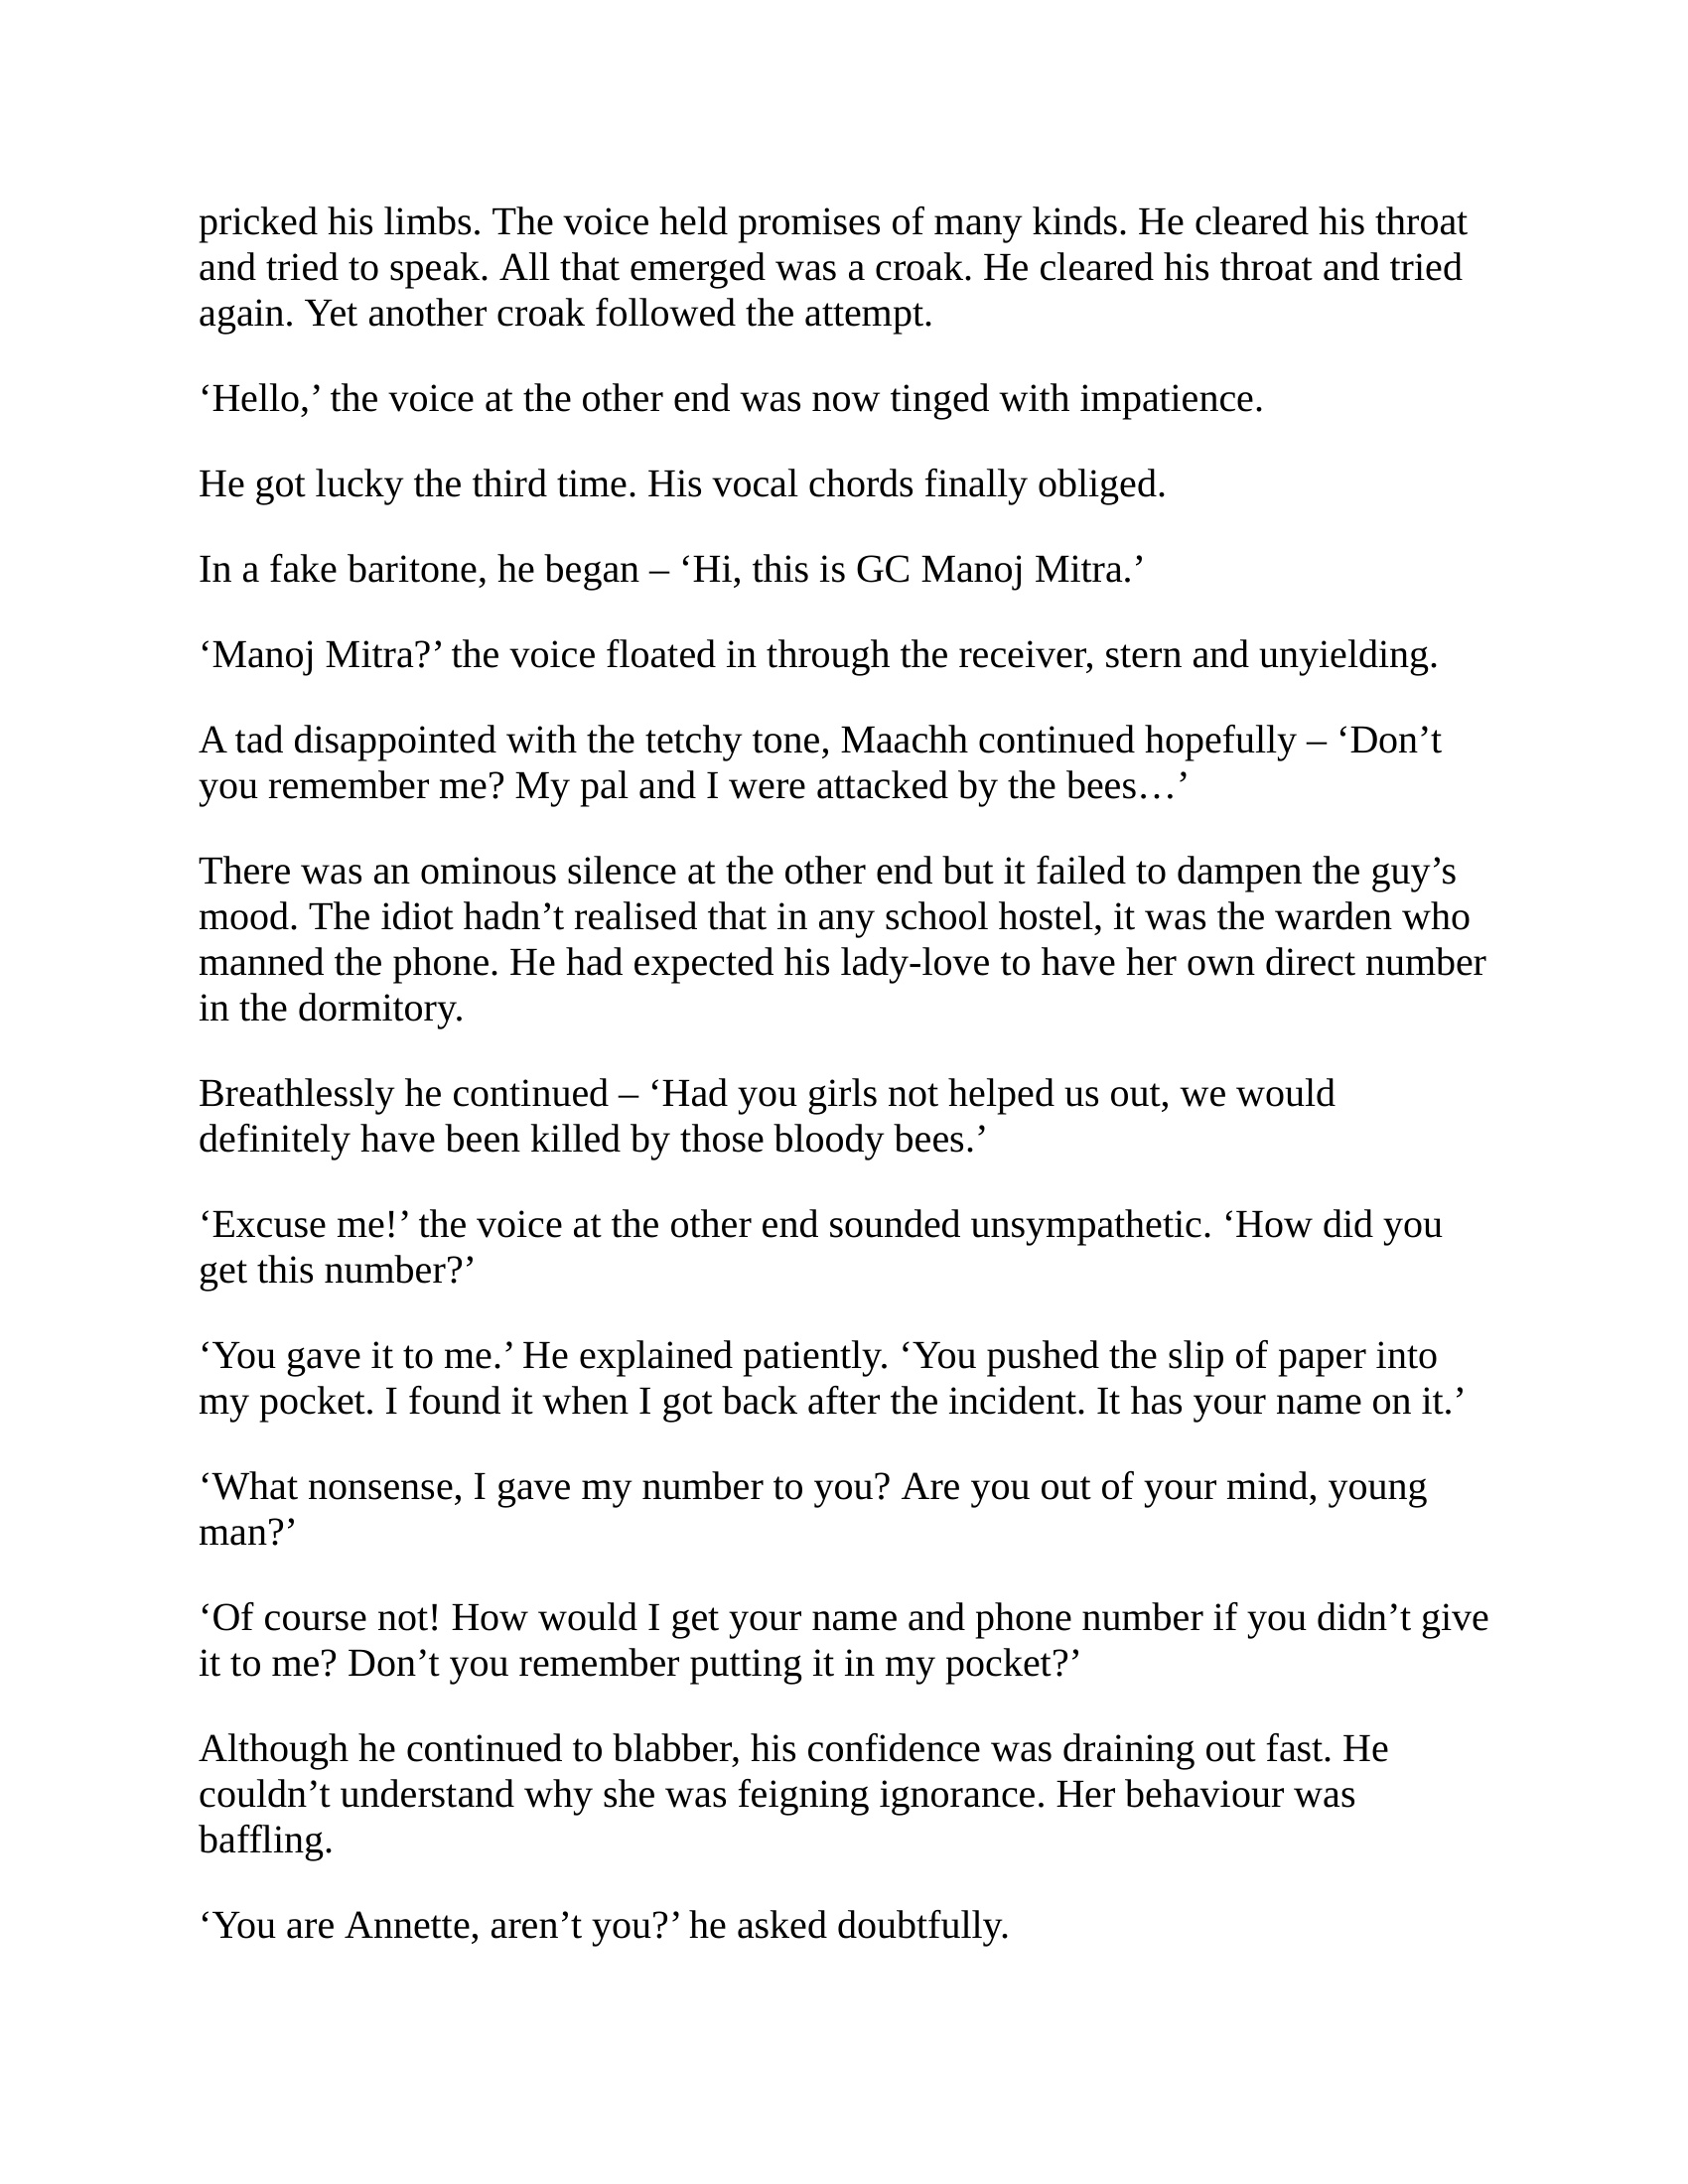 pricked his limbs. The voice held promises of many kinds. He cleared his throat
and tried to speak. All that emerged was a croak. He cleared his throat and tried
again. Yet another croak followed the attempt.
‘Hello,’ the voice at the other end was now tinged with impatience.
He got lucky the third time. His vocal chords finally obliged.
In a fake baritone, he began – ‘Hi, this is GC Manoj Mitra.’
‘Manoj Mitra?’ the voice floated in through the receiver, stern and unyielding.
A tad disappointed with the tetchy tone, Maachh continued hopefully – ‘Don’t
you remember me? My pal and I were attacked by the bees…’
There was an ominous silence at the other end but it failed to dampen the guy’s
mood. The idiot hadn’t realised that in any school hostel, it was the warden who
manned the phone. He had expected his lady-love to have her own direct number
in the dormitory.
Breathlessly he continued – ‘Had you girls not helped us out, we would
definitely have been killed by those bloody bees.’
‘Excuse me!’ the voice at the other end sounded unsympathetic. ‘How did you
get this number?’
‘You gave it to me.’ He explained patiently. ‘You pushed the slip of paper into
my pocket. I found it when I got back after the incident. It has your name on it.’
‘What nonsense, I gave my number to you? Are you out of your mind, young
man?’
‘Of course not! How would I get your name and phone number if you didn’t give
it to me? Don’t you remember putting it in my pocket?’
Although he continued to blabber, his confidence was draining out fast. He
couldn’t understand why she was feigning ignorance. Her behaviour was
baffling.
‘You are Annette, aren’t you?’ he asked doubtfully.